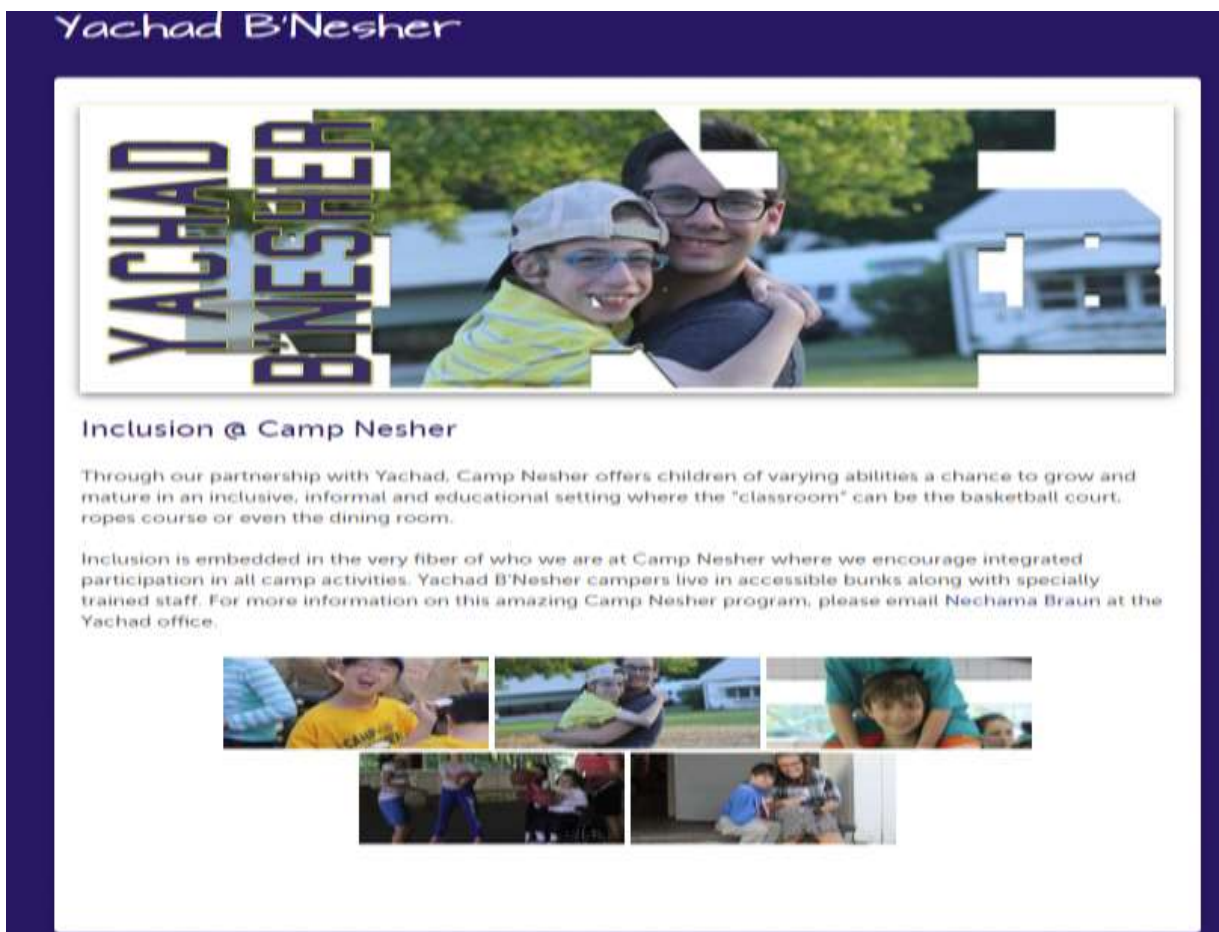 Yachad B'Nesher
YACHAD
B'NESHER
Inclusion @ Camp Nesher
Through our partnership with Yachad, Camp Nesher offers children of varying abilities a chance to grow and
mature in an inclusive, informal and educational setting where the "classroom" can be the basketball court,
ropes course or even the dining room.
Inclusion is embedded in the very fiber of who we are at Camp Nesher where we encourage integrated
participation in all camp activities. Yachad B'Nesher campers live in accessible bunks along with specially
trained staff. For more information on this amazing Camp Nesher program, please email Nechama Braun at the
Yachad office.
CAMP